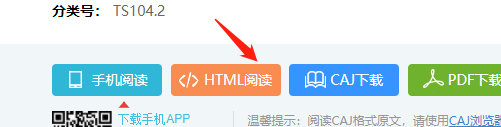 分类号： TS104.2
手机阅读 HTML阅读 CAJ下载 PDF下载
下载手机APP 温馨提示：阅读CAJ格式原文，请使用CAJ浏览